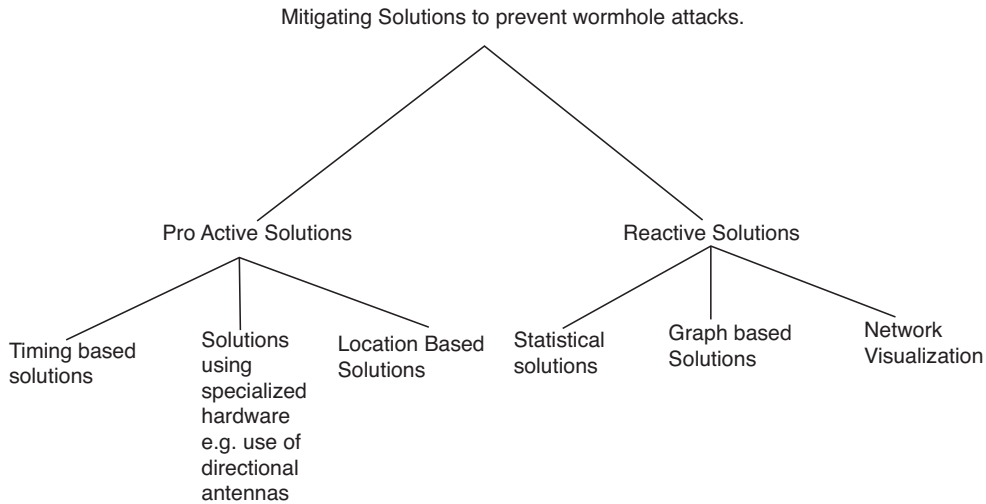 Mitigating Solutions to prevent wormhole attacks.
Pro Active Solutions
Reactive Solutions
Timing based
solutions
Solutions
using
specialized
hardware
e.g. use of
directional
antennas
Location Based
Solutions
Statistical
solutions
Graph based
Solutions
Network
Visualization